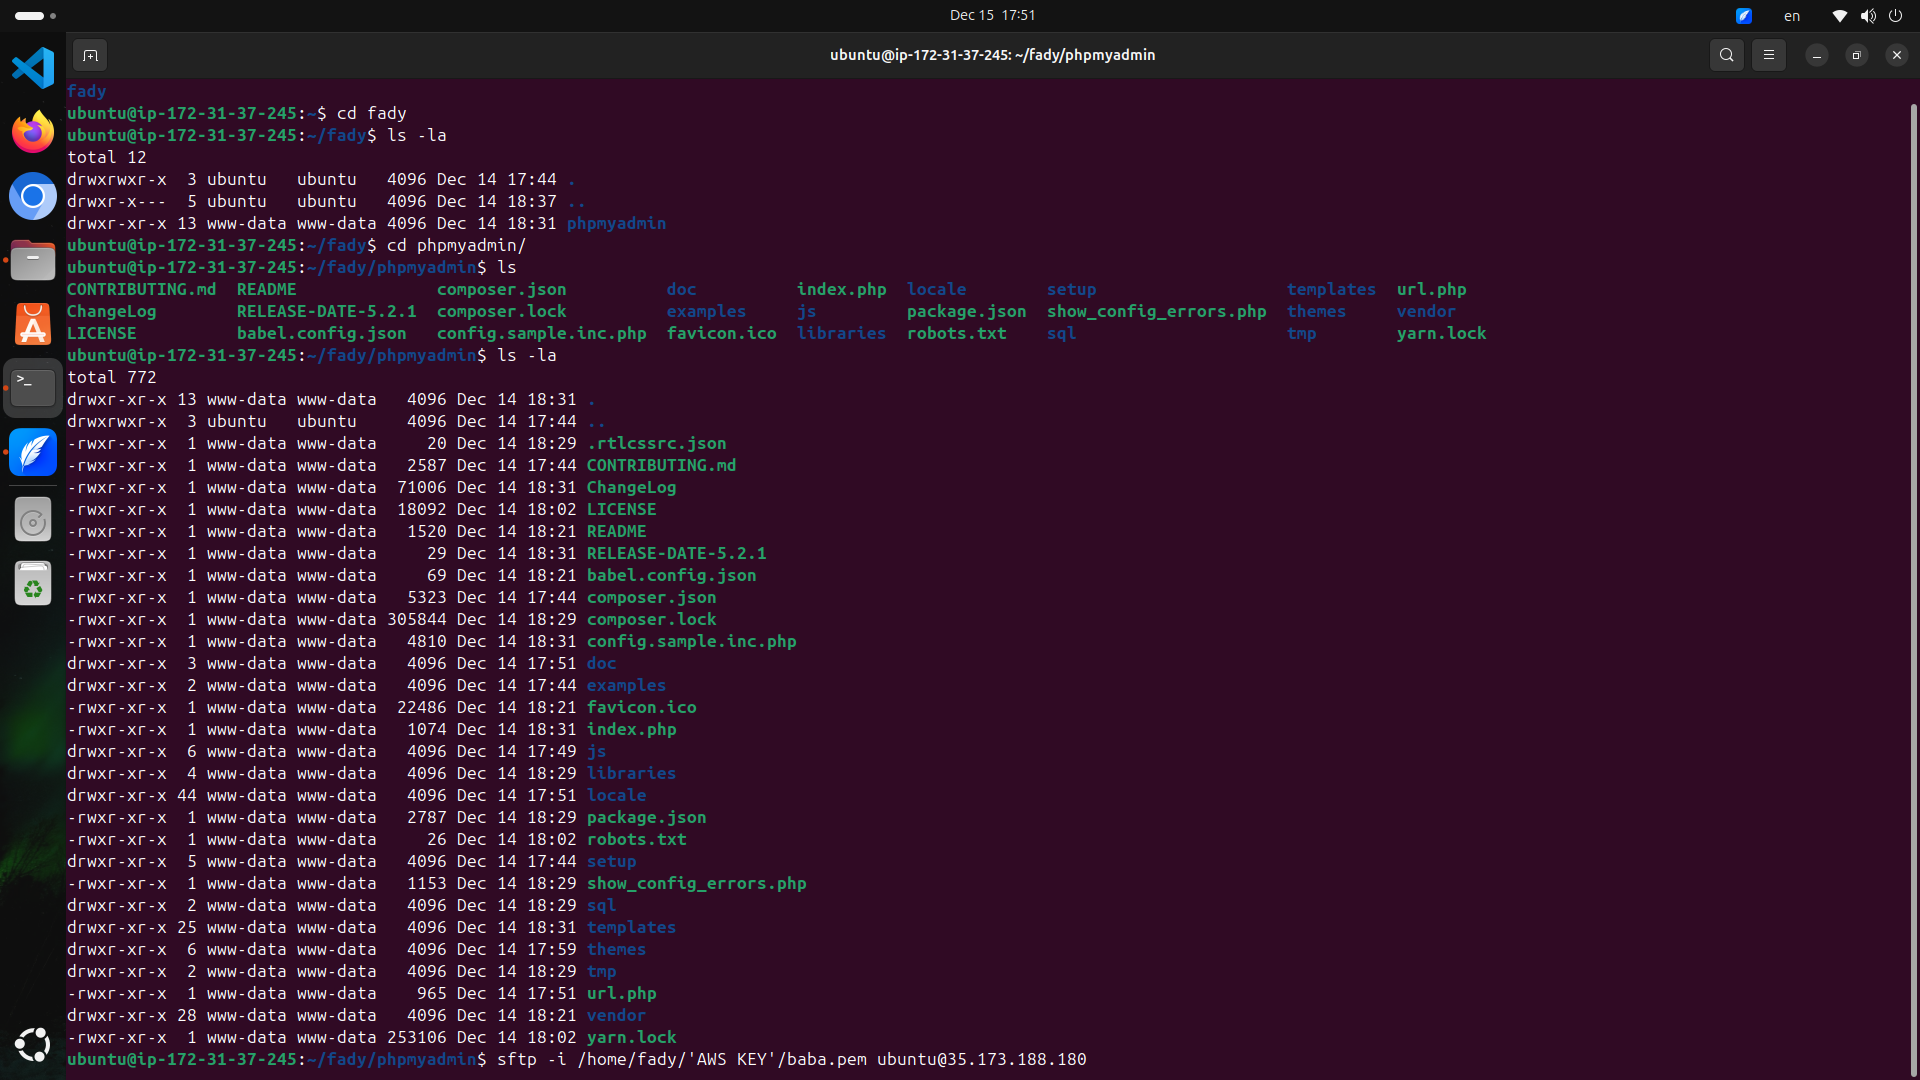 Dec 15  17:51
en
ubuntu@ip-172-31-37-245: ~/fady/phpmyadmin
fady
ubuntu@ip-172-31-37-245:~$ cd fady
ubuntu@ip-172-31-37-245:~/fady$ ls -la
total 12
drwxrwxr-x  3 ubuntu   ubuntu   4096 Dec 14 17:44 .
drwxr-x---  5 ubuntu   ubuntu   4096 Dec 14 18:37 ..
drwxr-xr-x 13 www-data www-data 4096 Dec 14 18:31 phpmyadmin
ubuntu@ip-172-31-37-245:~/fady$ cd phpmyadmin/
ubuntu@ip-172-31-37-245:~/fady/phpmyadmin$ ls
CONTRIBUTING.md  README              composer.json          doc          index.php  locale        setup                  templates  url.php
ChangeLog        RELEASE-DATE-5.2.1  composer.lock          examples     js         package.json  show_config_errors.php  themes     vendor
LICENSE          babel.config.json   config.sample.inc.php  favicon.ico  libraries  robots.txt    sql                    tmp        yarn.lock
ubuntu@ip-172-31-37-245:~/fady/phpmyadmin$ ls -la
total 772
drwxr-xr-x 13 www-data www-data   4096 Dec 14 18:31 .
drwxrwxr-x  3 ubuntu   ubuntu     4096 Dec 14 17:44 ..
-rwxr-xr-x  1 www-data www-data     20 Dec 14 18:29 .rtlcssrc.json
-rwxr-xr-x  1 www-data www-data   2587 Dec 14 17:44 CONTRIBUTING.md
-rwxr-xr-x  1 www-data www-data  71006 Dec 14 18:31 ChangeLog
-rwxr-xr-x  1 www-data www-data  18092 Dec 14 18:02 LICENSE
-rwxr-xr-x  1 www-data www-data   1520 Dec 14 18:21 README
-rwxr-xr-x  1 www-data www-data     29 Dec 14 18:31 RELEASE-DATE-5.2.1
-rwxr-xr-x  1 www-data www-data     69 Dec 14 18:21 babel.config.json
-rwxr-xr-x  1 www-data www-data   5323 Dec 14 17:44 composer.json
-rwxr-xr-x  1 www-data www-data 305844 Dec 14 18:29 composer.lock
-rwxr-xr-x  1 www-data www-data   4810 Dec 14 18:31 config.sample.inc.php
drwxr-xr-x  3 www-data www-data   4096 Dec 14 17:51 doc
drwxr-xr-x  2 www-data www-data   4096 Dec 14 17:44 examples
-rwxr-xr-x  1 www-data www-data  22486 Dec 14 18:21 favicon.ico
-rwxr-xr-x  1 www-data www-data   1074 Dec 14 18:31 index.php
drwxr-xr-x  6 www-data www-data   4096 Dec 14 17:49 js
drwxr-xr-x  4 www-data www-data   4096 Dec 14 18:29 libraries
drwxr-xr-x 44 www-data www-data   4096 Dec 14 17:51 locale
-rwxr-xr-x  1 www-data www-data   2787 Dec 14 18:29 package.json
-rwxr-xr-x  1 www-data www-data     26 Dec 14 18:02 robots.txt
drwxr-xr-x  5 www-data www-data   4096 Dec 14 17:44 setup
-rwxr-xr-x  1 www-data www-data   1153 Dec 14 18:29 show_config_errors.php
drwxr-xr-x  2 www-data www-data   4096 Dec 14 18:29 sql
drwxr-xr-x 25 www-data www-data   4096 Dec 14 18:31 templates
drwxr-xr-x  6 www-data www-data   4096 Dec 14 17:59 themes
drwxr-xr-x  2 www-data www-data   4096 Dec 14 18:29 tmp
-rwxr-xr-x  1 www-data www-data    965 Dec 14 17:51 url.php
drwxr-xr-x 28 www-data www-data   4096 Dec 14 18:21 vendor
-rwxr-xr-x  1 www-data www-data 253106 Dec 14 18:02 yarn.lock
ubuntu@ip-172-31-37-245:~/fady/phpmyadmin$ sftp -i /home/fady/'AWS KEY'/baba.pem ubuntu@35.173.188.180